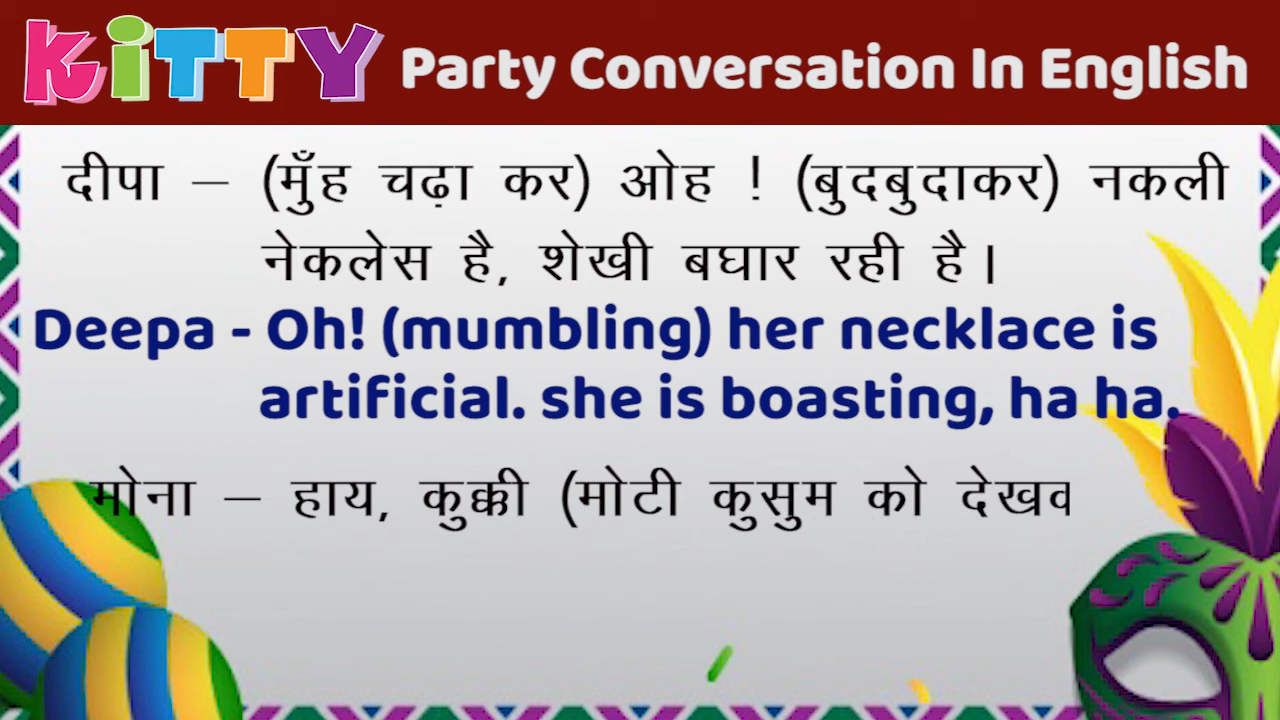 KiTTY Party Conversation In English
दीपा – (मुँह चढ़ा कर) ओह ! (बुदबुदाकर) नकली
नेकलेस है, शेखी बघार रही है।
Deepa - Oh! (mumbling) her necklace is
artificial. she is boasting, ha ha.
मोना – हाय, कुक्की (मोटी कुसुम को